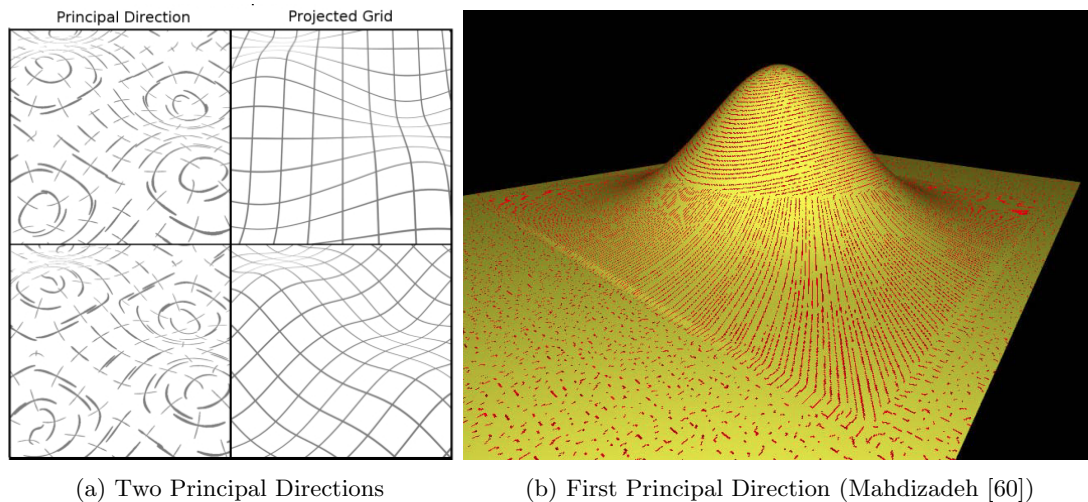 Principal Direction
Projected Grid
(a) Two Principal Directions
(b) First Principal Direction (Mahdizadeh [60])